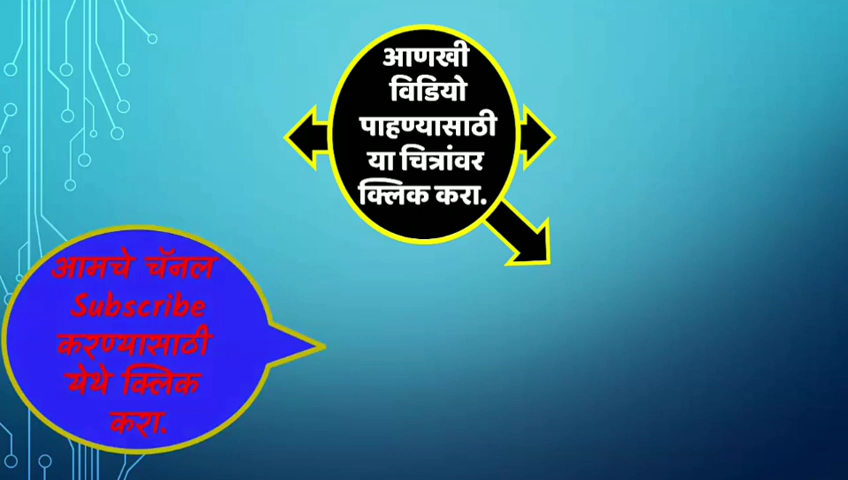 आणखी
विडियो
पाहण्यासाठी
या चित्रांवर
क्लिक करा.
आमचे चॅनल
Subscribe
करण्यासाठी
येथे क्लिक
करा.